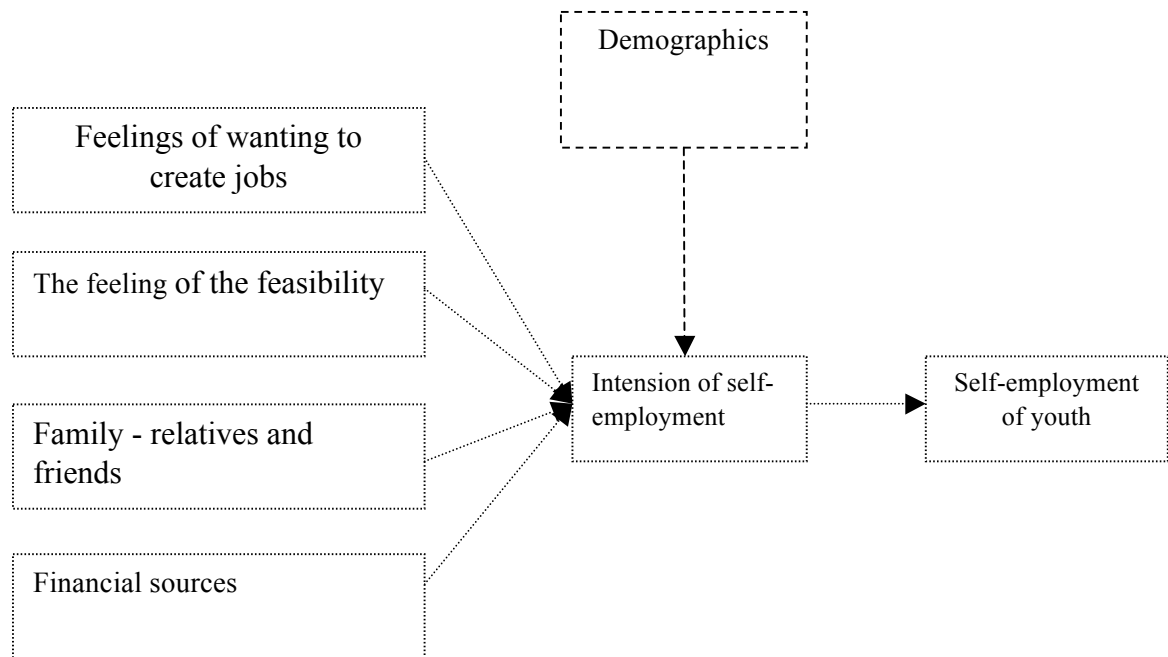 Demographics
Feelings of wanting to
create jobs
The feeling of the feasibility
Family - relatives and
friends
Financial sources
Intension of self-
employment
Self-employment
of youth